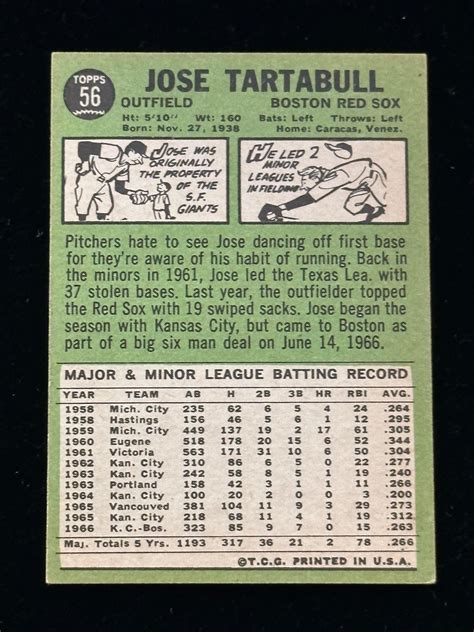 TOPPS
56
JOSE TARTABULL
OUTFIELD BOSTON RED SOX
Ht: 5'10" Wt: 160 Bats: Left Throws: Left
Born: Nov. 27, 1938 Home: Caracas, Venez.
JOSE WAS
ORIGINALLY
THE PROPERTY
OF THE
S.F.
GIANTS
HE LED 2
MINOR
LEAGUES
IN FIELDING
Pitchers hate to see Jose dancing off first base
for they're aware of his habit of running. Back in
the minors in 1961, Jose led the Texas Lea. with
37 stolen bases. Last year, the outfielder topped
the Red Sox with 19 swiped sacks. Jose began the
season with Kansas City, but came to Boston as
part of a big six man deal on June 14, 1966.
MAJOR & MINOR LEAGUE BATTING RECORD
YEAR TEAM AB H 2B 3B HR RBI AVG.
1958 Mich. City 235 62 6 5 4 24 .264
1958 Hastings 156 46 5 6 1 12 .295
1959 Mich. City 449 137 19 2 17 61 .305
1960 Eugene 518 178 20 15 6 52 .344
1961 Victoria 563 171 31 10 6 50 .304
1962 Kan. City 310 86 6 5 0 22 .277
1963 Kan. City 242 58 8 5 1 19 .240
1963 Portland 158 42 8 4 1 11 .266
1964 Kan. City 100 20 2 0 0 3 .200
1965 Vancouved 381 104 11 9 3 29 .273
1965 Kan. City 218 68 11 4 1 19 .312
1966 K. C.-Bos. 323 85 9 7 0 15 .263
Maj. Totals 5 Yrs. 1193 317 36 21 2 78 .266
©T.C.G. PRINTED IN U.S.A.